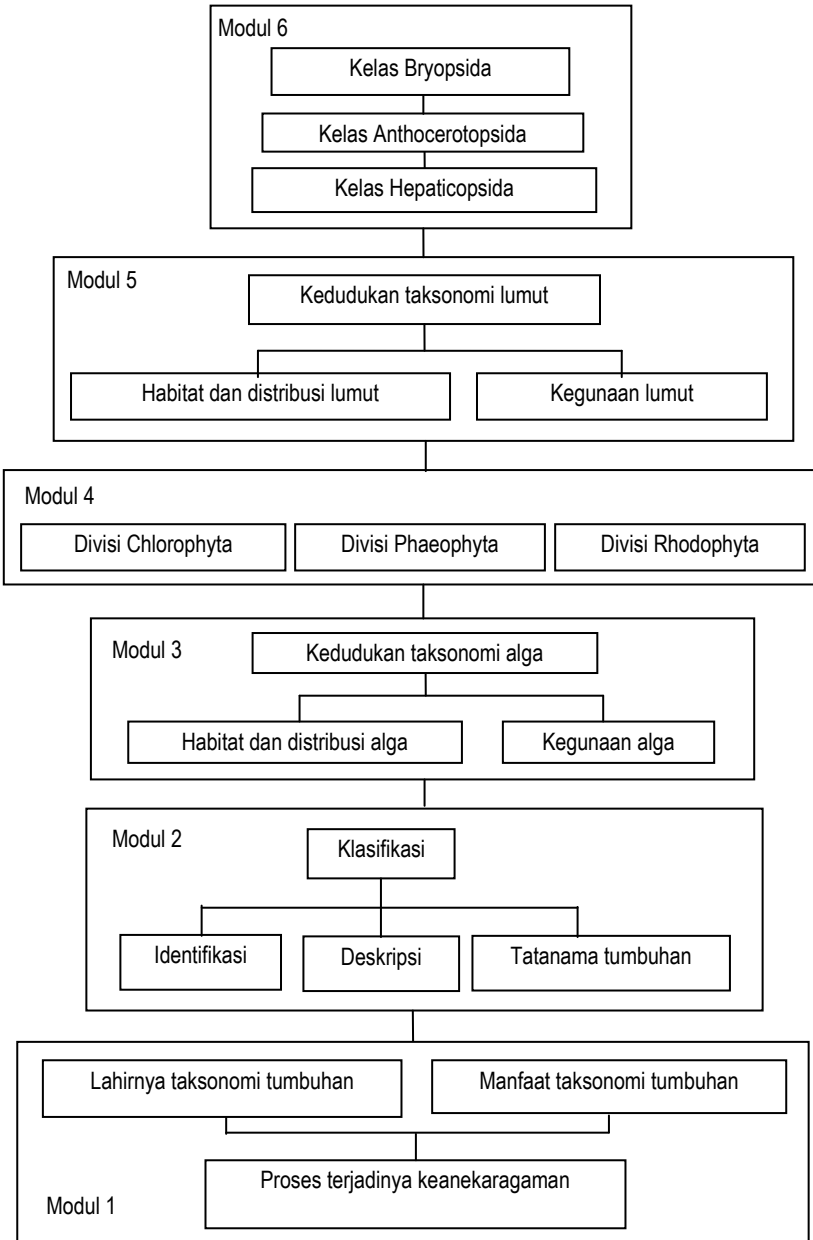 Modul 6
Kelas Bryopsida
Kelas Anthocerotopsida
Kelas Hepaticopsida
Modul 5
Kedudukan taksonomi lumut
Habitat dan distribusi lumut
Kegunaan lumut
Modul 4
Divisi Chlorophyta
Divisi Phaeophyta
Divisi Rhodophyta
Modul 3
Kedudukan taksonomi alga
Habitat dan distribusi alga
Kegunaan alga
Modul 2
Klasifikasi
Identifikasi
Deskripsi
Tatanama tumbuhan
Lahirnya taksonomi tumbuhan
Manfaat taksonomi tumbuhan
Proses terjadinya keanekaragaman
Modul 1